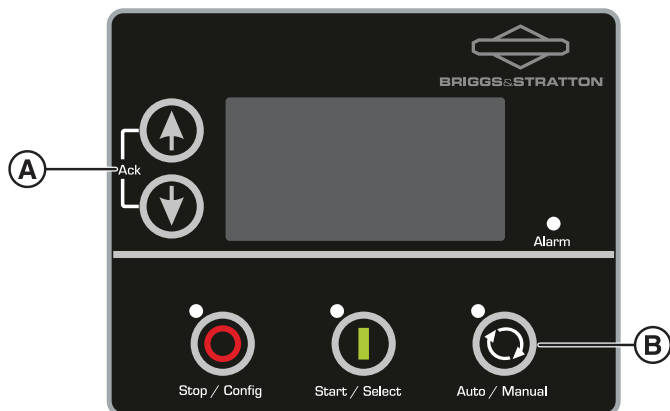 BRIGGS&STRATTON
A
Ack
Alarm
B
Stop / Config
Start / Select
Auto / Manual